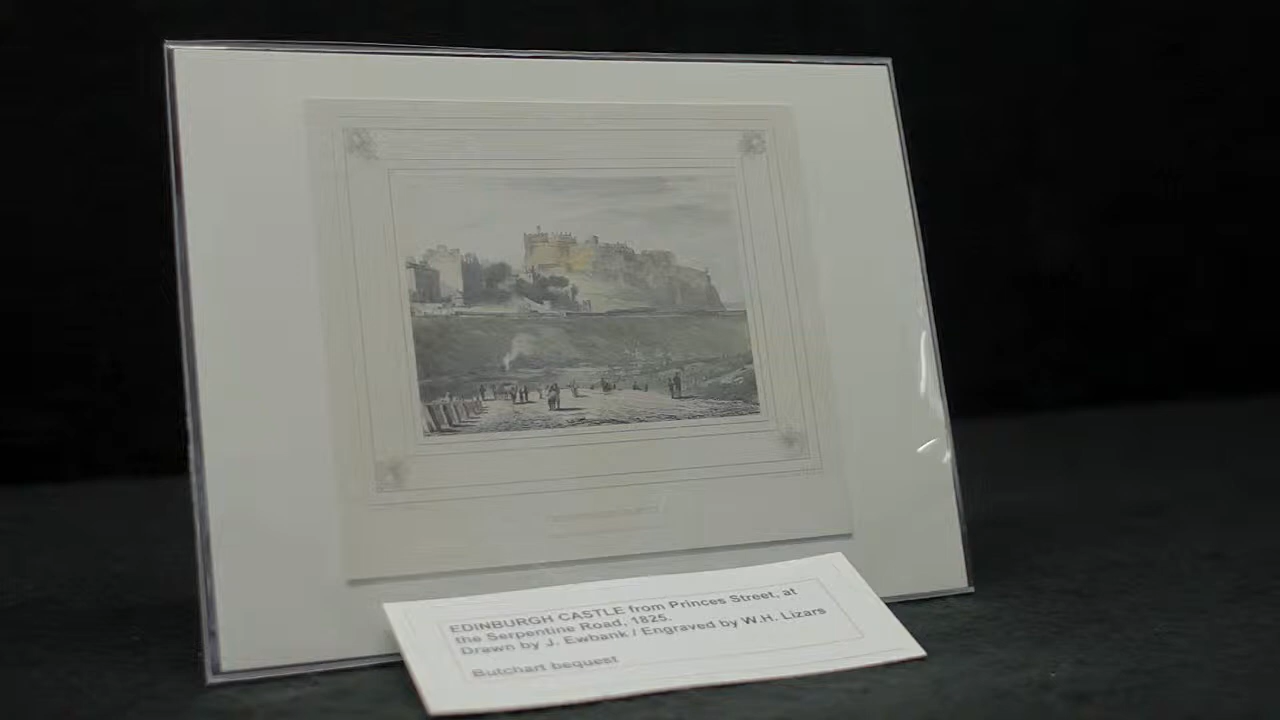 EDINBURGH CASTLE from Princes Street, at
the Serpentine Road, 1825.
Drawn by J. Ewbank / Engraved by W.H. Lizars
Butchart bequest